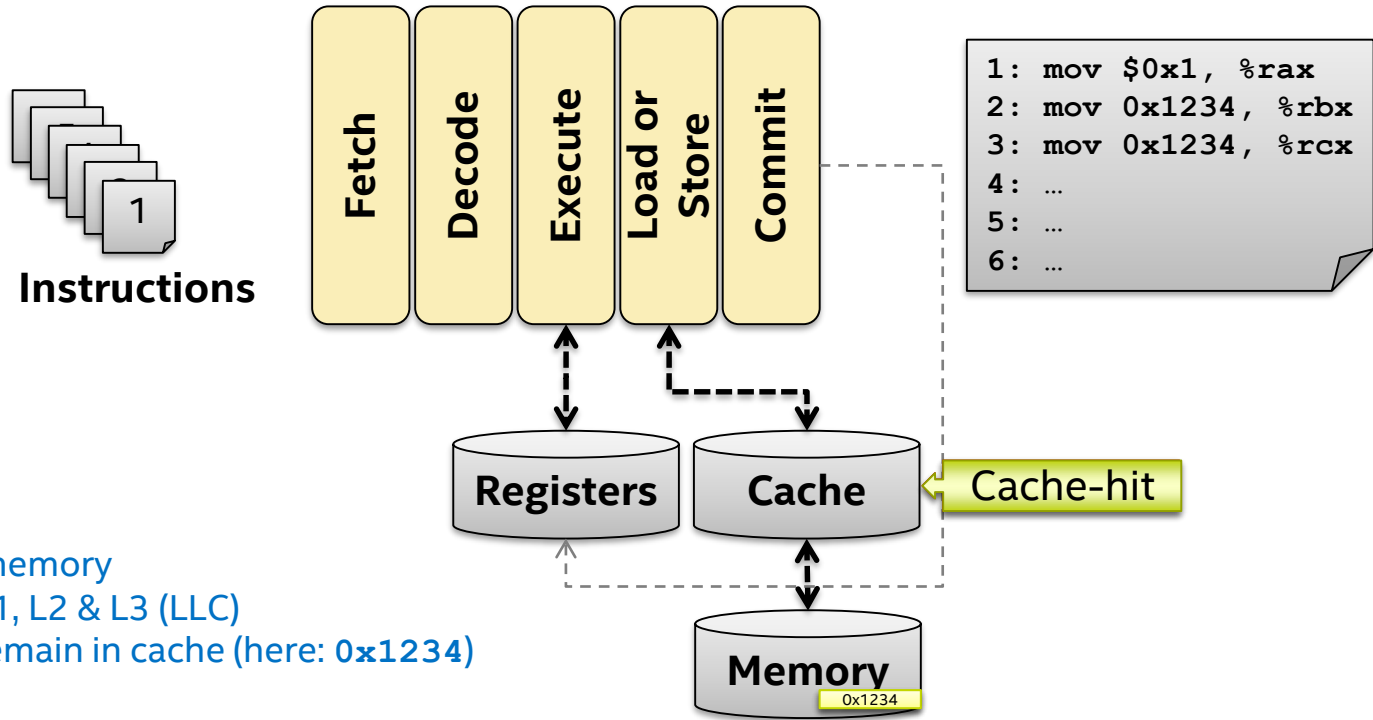 Fetch
Decode
Execute
Load or
Store
Commit
1: mov $0x1, %rax
2: mov 0x1234, %rbx
3: mov 0x1234, %rcx
4: …
5: …
6: …
1
Instructions
Registers
Cache
Cache-hit
1, L2 & L3 (LLC)
emain in cache (here: 0x1234)
Memory
0x1234